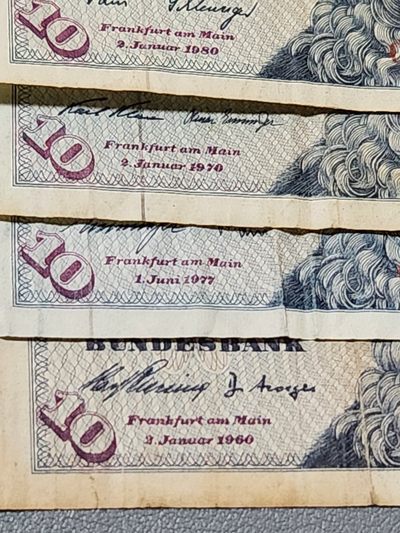 10
Frankfurt am Main
2. Januar 1980
10
Frankfurt am Main
2. Januar 1970
10
Frankfurt am Main
1. Juni 1977
BUNDESBANK
10
Frankfurt am Main
2. Januar 1960